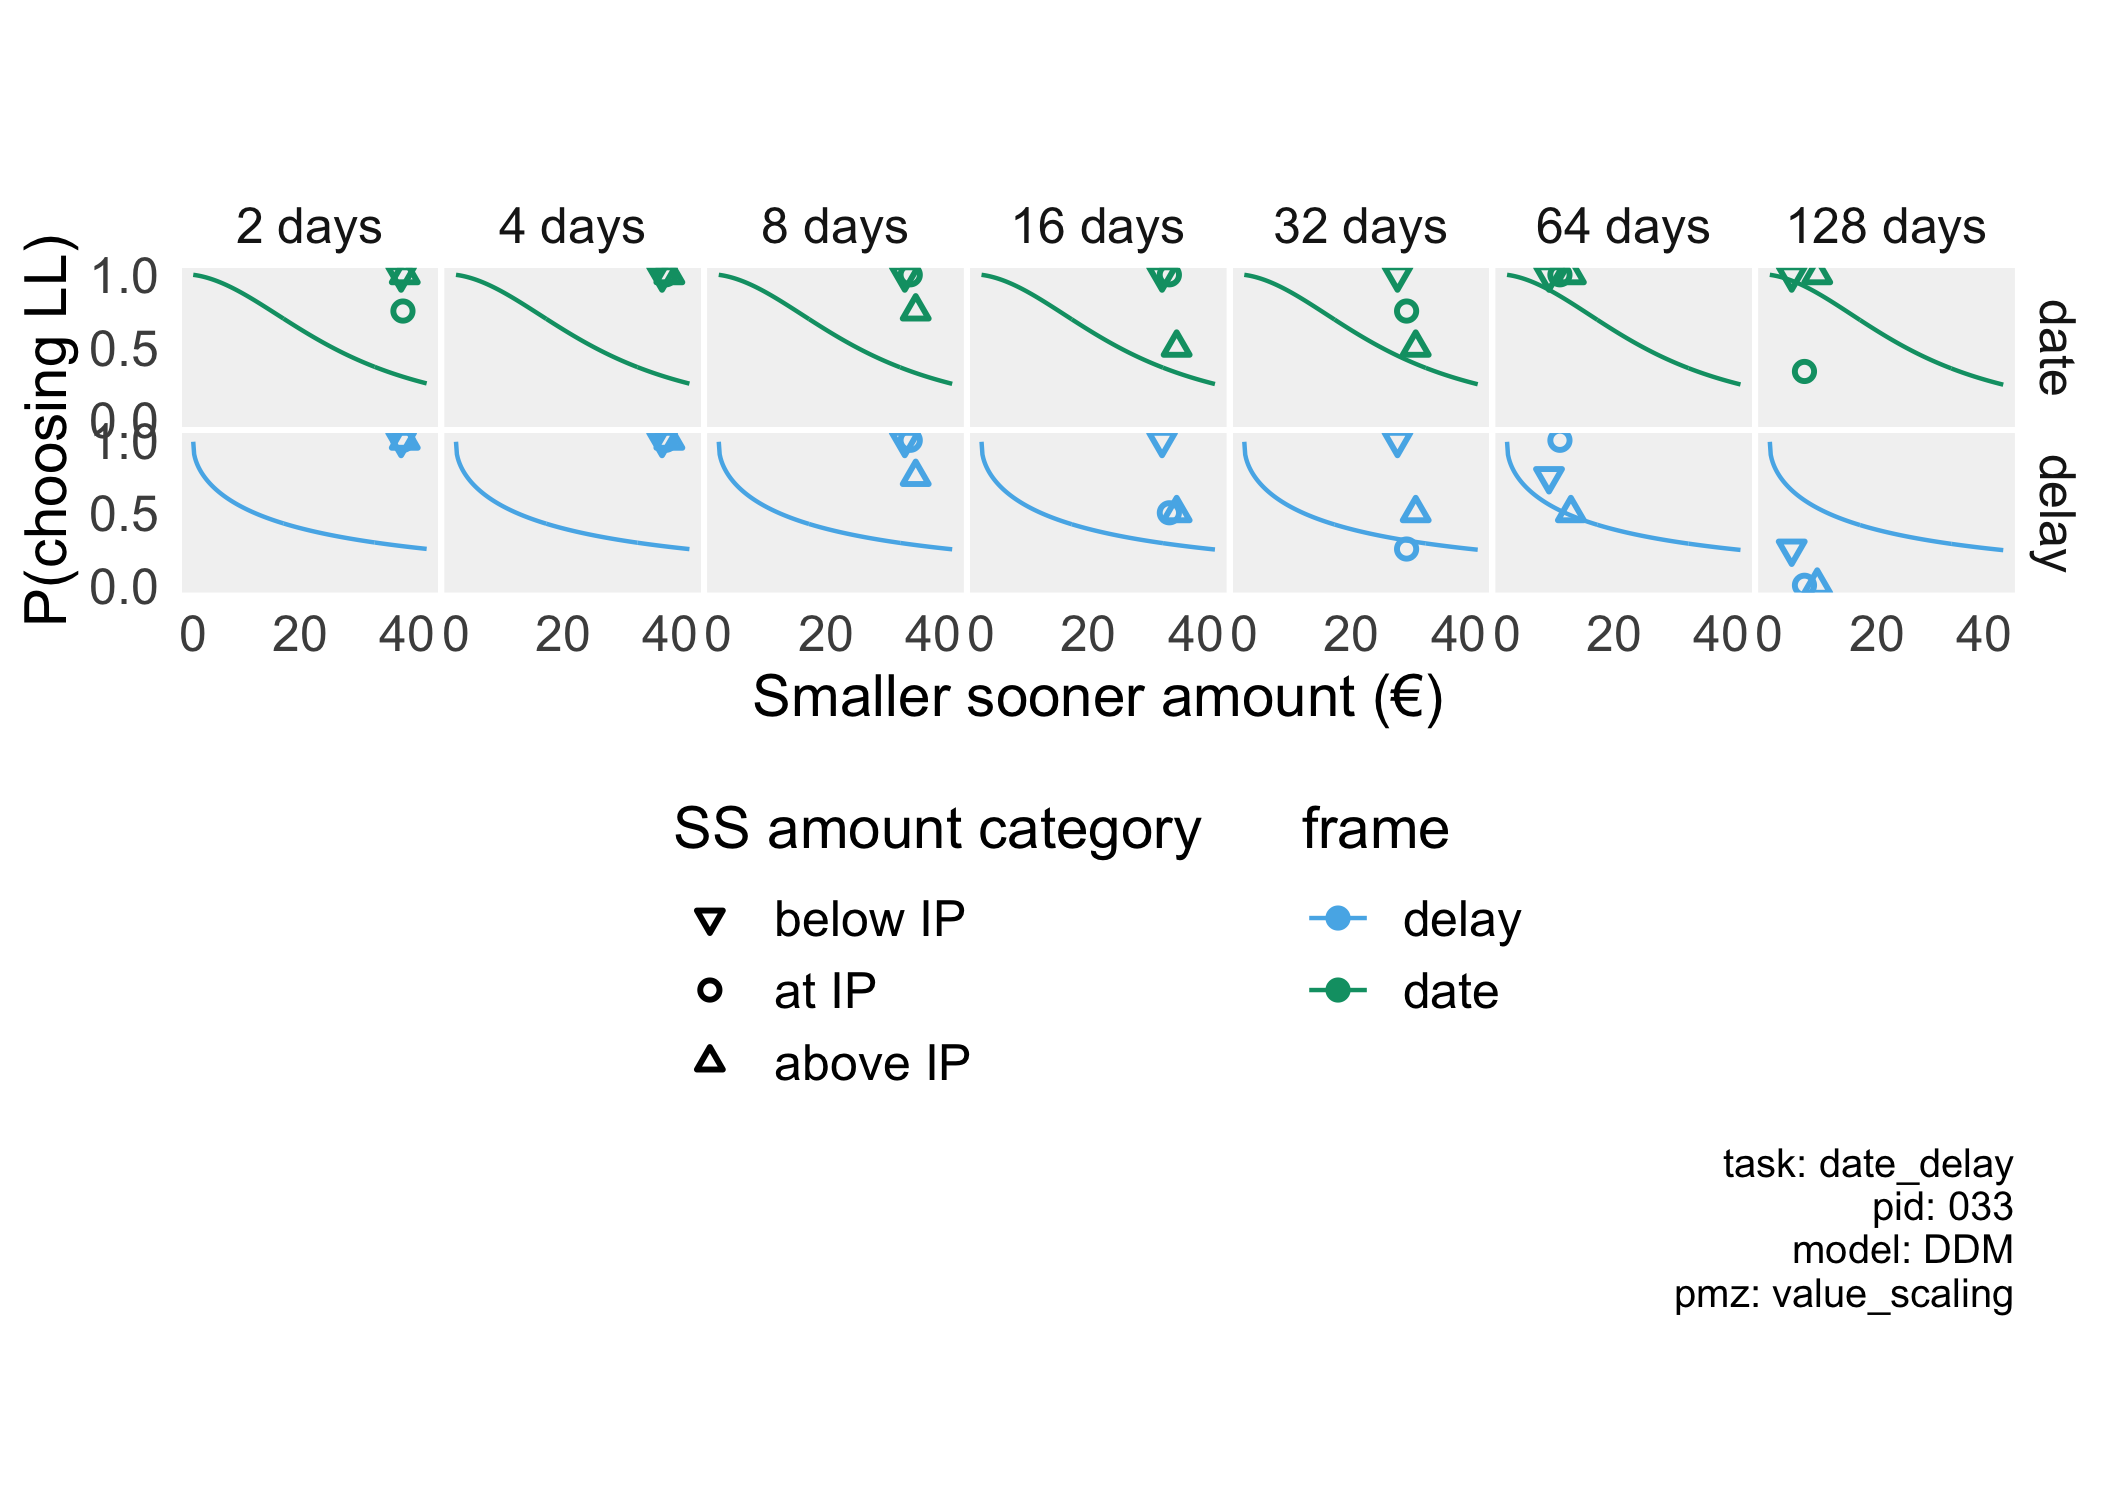 2 days 4 days 8 days 16 days 32 days 64 days 128 days
P(choosing LL)
1.0
0.5
0.0
date
1.0
0.5
0.0
delay
0 20 40 0 20 40 0 20 40 0 20 40 0 20 40 0 20 40 0 20 40
Smaller sooner amount (€)
SS amount category
below IP
at IP
above IP
frame
delay
date
task: date_delay
pid: 033
model: DDM
pmz: value_scaling